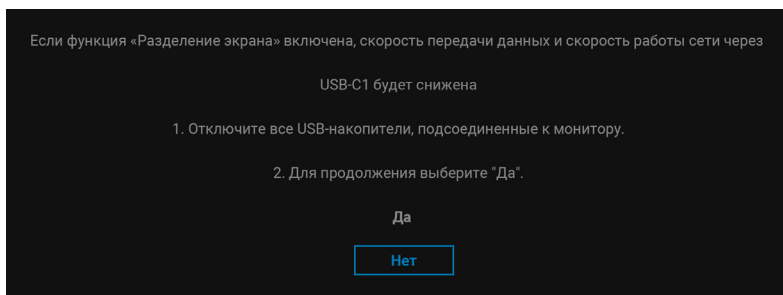 Если функция «Разделение экрана» включена, скорость передачи данных и скорость работы сети через
USB-C1 будет снижена
1. Отключите все USB-накопители, подсоединенные к монитору.
2. Для продолжения выберите "Да".
Да
Нет